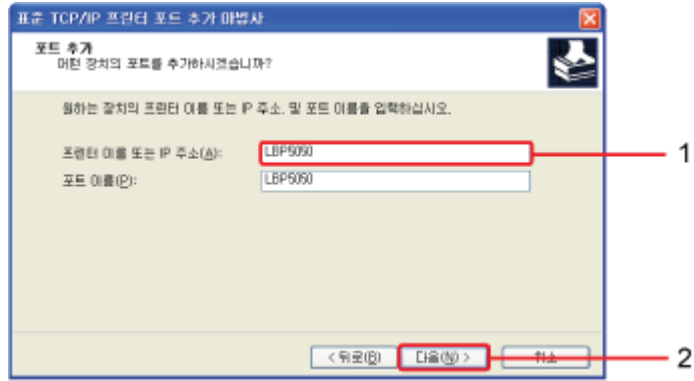 표준 TCP/IP 프린터 포트 추가 마법사
포트 추가
어떤 장치의 포트를 추가하시겠습니까?
원하는 장치의 프린터 이름 또는 IP 주소, 및 포트 이름을 입력하십시오.
프린터 이름 또는 IP 주소(A): LBP5050 1
포트 이름(P): LBP5050
< 뒤로(B) 다음(N) > 취소 2